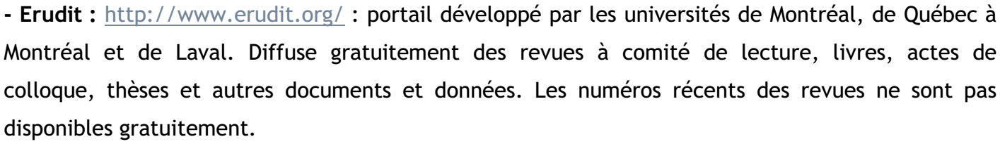 - Erudit : http://www.erudit.org/ : portail développé par les universités de Montréal, de Québec à
Montréal et de Laval. Diffuse gratuitement des revues à comité de lecture, livres, actes de
colloque, thèses et autres documents et données. Les numéros récents des revues ne sont pas
disponibles gratuitement.